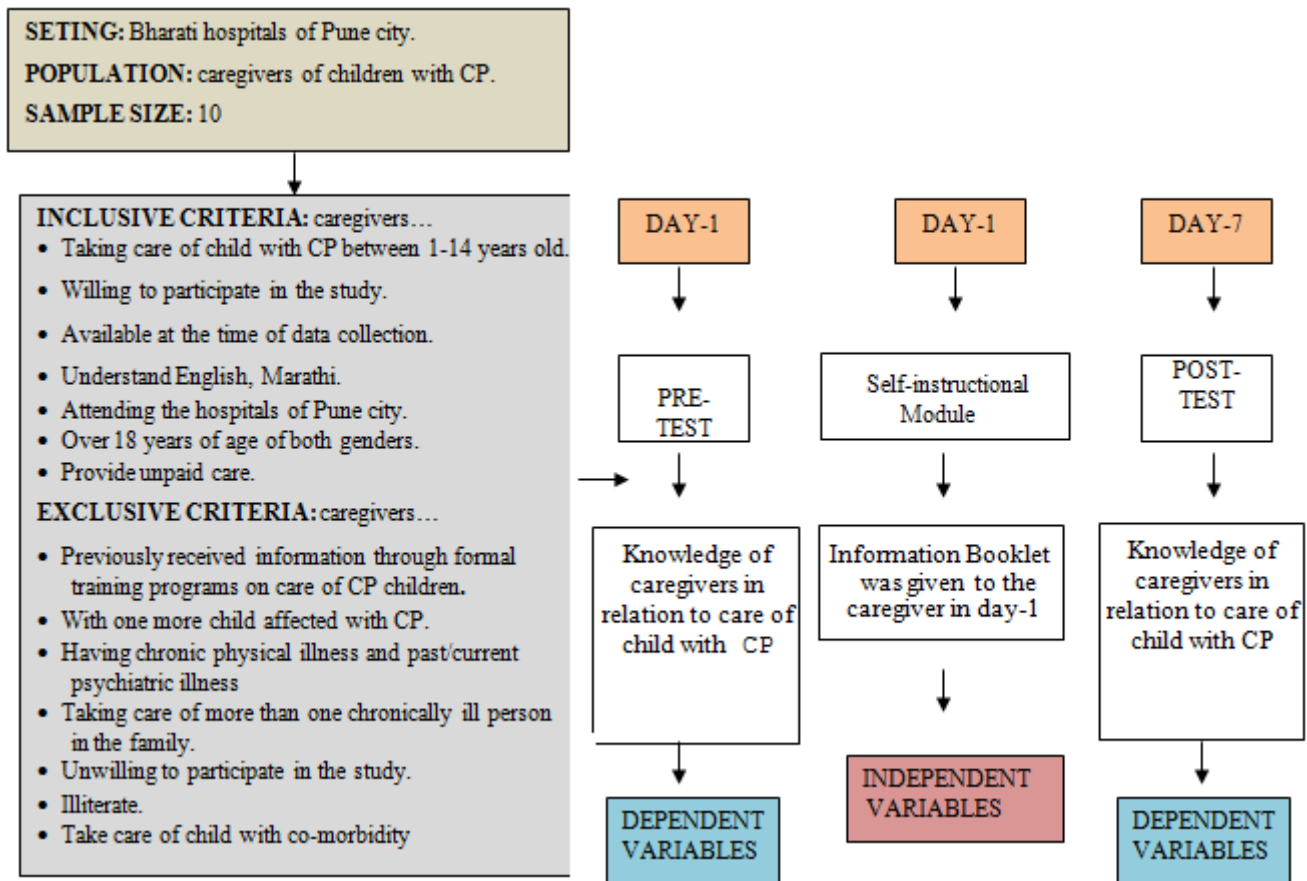 SETING: Bharati hospitals of Pune city.
POPULATION: caregivers of children with CP.
SAMPLE SIZE: 10
INCLUSIVE CRITERIA: caregivers…
• Taking care of child with CP between 1-14 years old.
• Willing to participate in the study.
• Available at the time of data collection.
• Understand English, Marathi.
• Attending the hospitals of Pune city.
• Over 18 years of age of both genders.
• Provide unpaid care.
EXCLUSIVE CRITERIA: caregivers…
• Previously received information through formal
training programs on care of CP children.
• With one more child affected with CP.
• Having chronic physical illness and past/current
psychiatric illness
• Taking care of more than one chronically ill person
in the family.
• Unwilling to participate in the study.
• Illiterate.
• Take care of child with co-morbidity
DAY-1
PRE-
TEST
Knowledge of
caregivers in
relation to care of
child with CP
DEPENDENT
VARIABLES
DAY-1
Self-instructional
Module
Information Booklet
was given to the
caregiver in day-1
INDEPENDENT
VARIABLES
DAY-7
POST-
TEST
Knowledge of
caregivers in
relation to care of
child with CP
DEPENDENT
VARIABLES